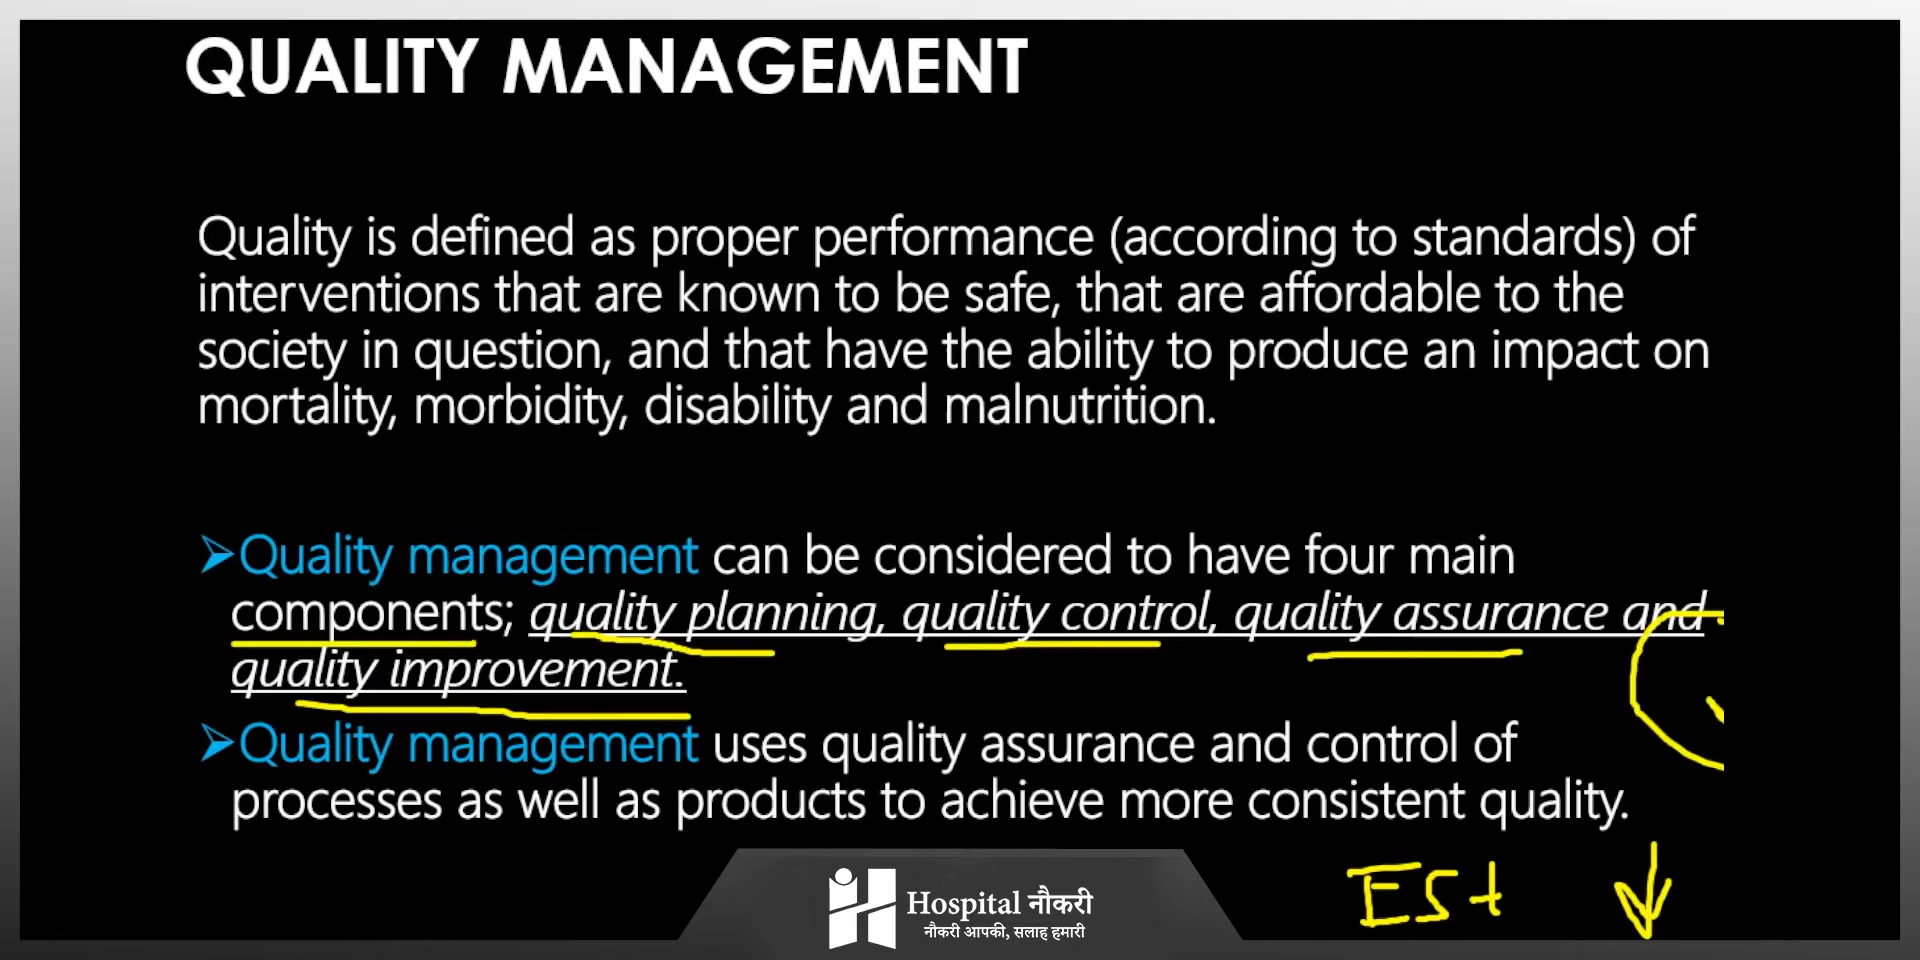 QUALITY MANAGEMENT
Quality is defined as proper performance (according to standards) of
interventions that are known to be safe, that are affordable to the
society in question, and that have the ability to produce an impact on
mortality, morbidity, disability and malnutrition.
➢Quality management can be considered to have four main
components; quality planning, quality control, quality assurance and
quality improvement.
➢Quality management uses quality assurance and control of
processes as well as products to achieve more consistent quality.
ESt
Hospital नौकरी
नौकरी आपकी, सलाह हमारी